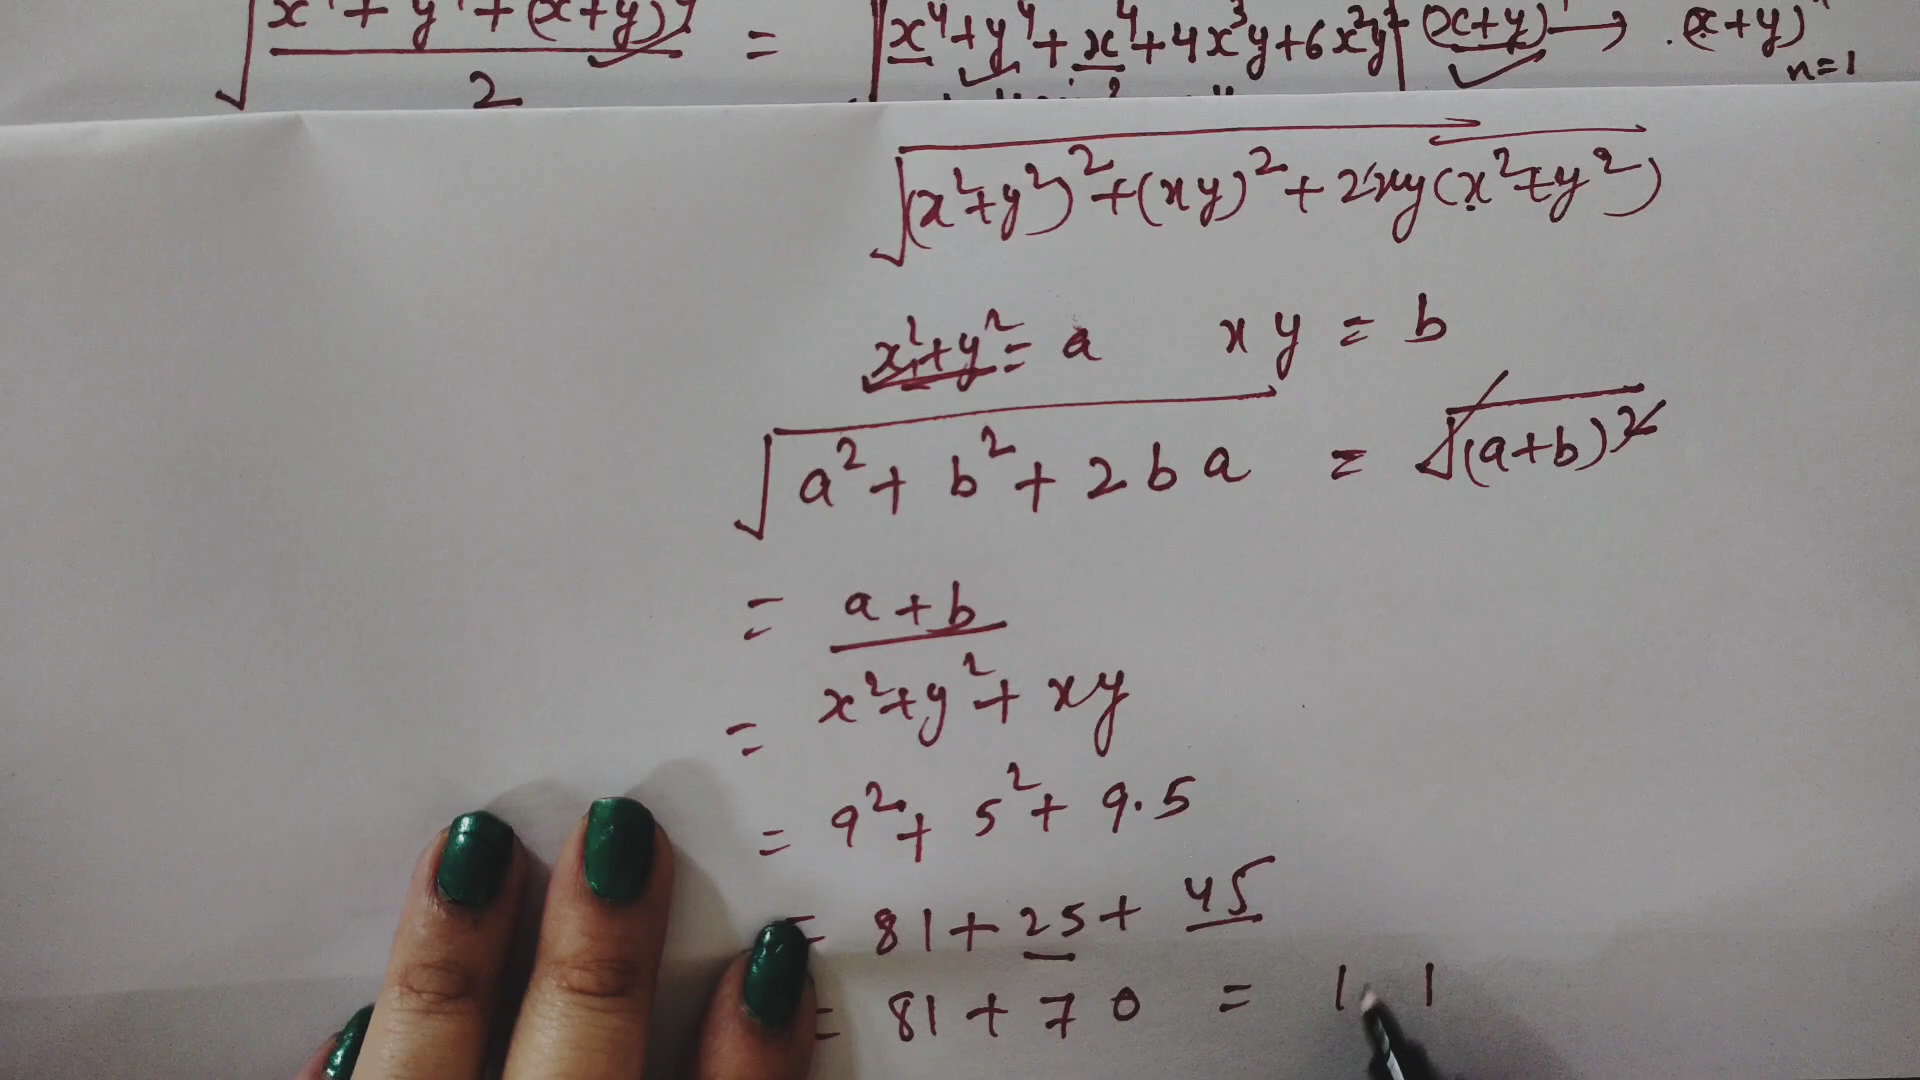 √(x⁴+y⁴+(x+y)⁴)/2 = √x⁴+y⁴+x⁴+4x³y+6x²y² (x+y)⁴ → (x+y)ⁿ
n=1
√(x²+y²)²+(xy)²+2xy(x²+y²)
x²+y² = a xy = b
√a²+b²+2ba = √(a+b)²
= a+b
= x²+y²+xy
= 9²+5²+9.5
= 81+25+45
= 81+70 = 1 1